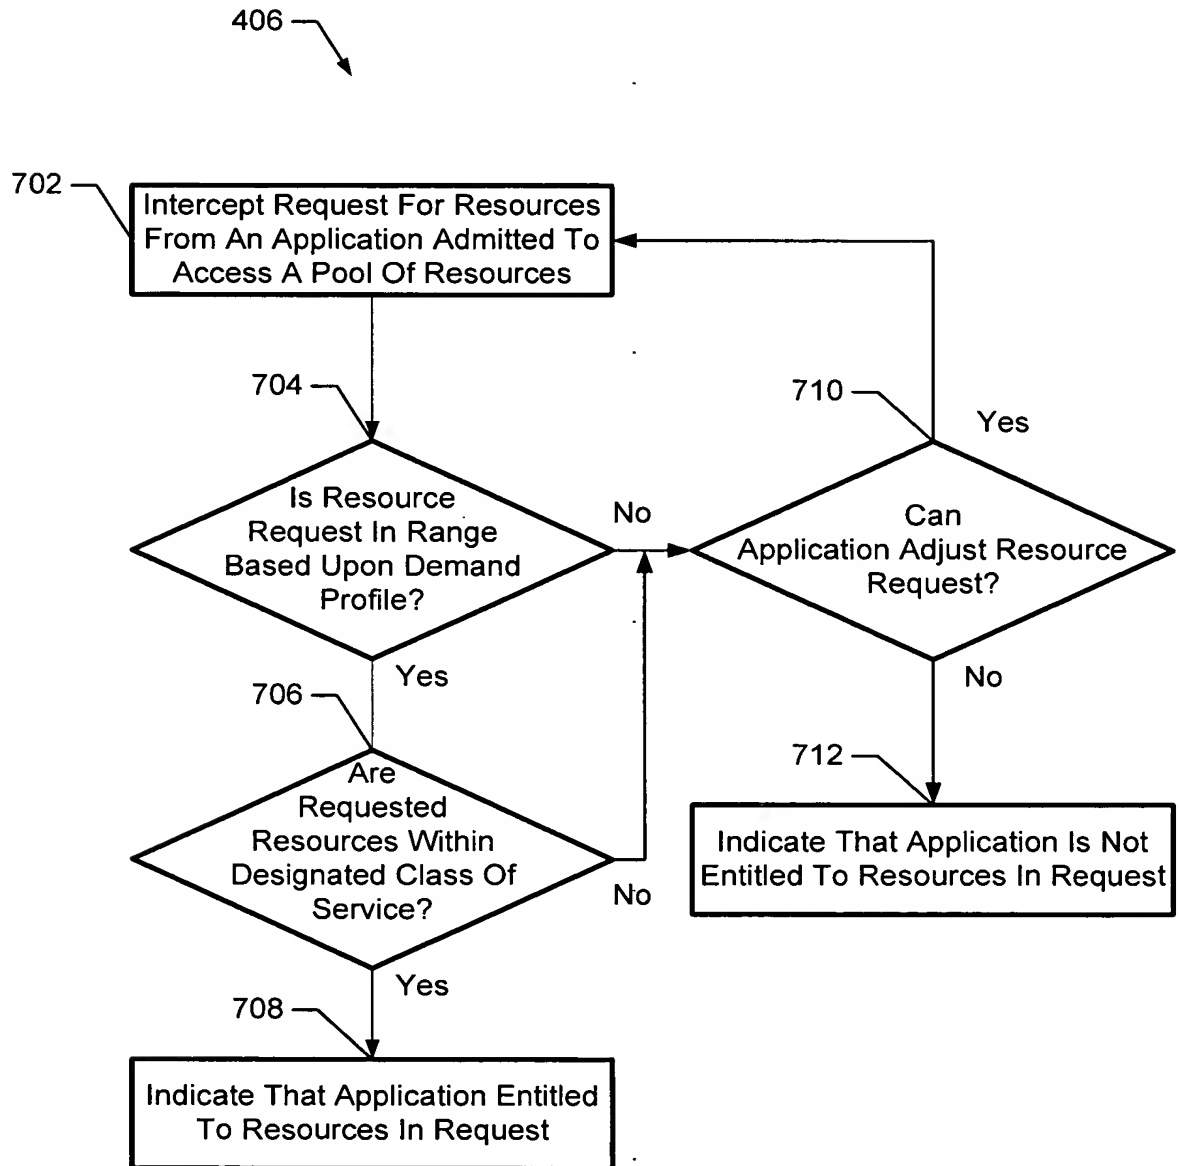 406
702
Intercept Request For Resources
From An Application Admitted To
Access A Pool Of Resources
704
Is Resource
Request In Range
Based Upon Demand
Profile?
No
Yes
710
Yes
Can
Application Adjust Resource
Request?
No
706
Are
Requested
Resources Within
Designated Class Of
Service?
No
Yes
712
Indicate That Application Is Not
Entitled To Resources In Request
708
Indicate That Application Entitled
To Resources In Request